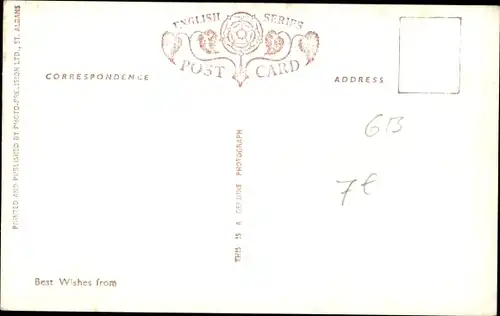 ENGLISH SERIES
POST CARD
CORRESPONDENCE
ADDRESS
PRINTED AND PUBLISHED BY PHOTO-PRECISION LTD., ST. ALBANS
THIS IS A GENUINE PHOTOGRAPH
6B
7€
Best Wishes from